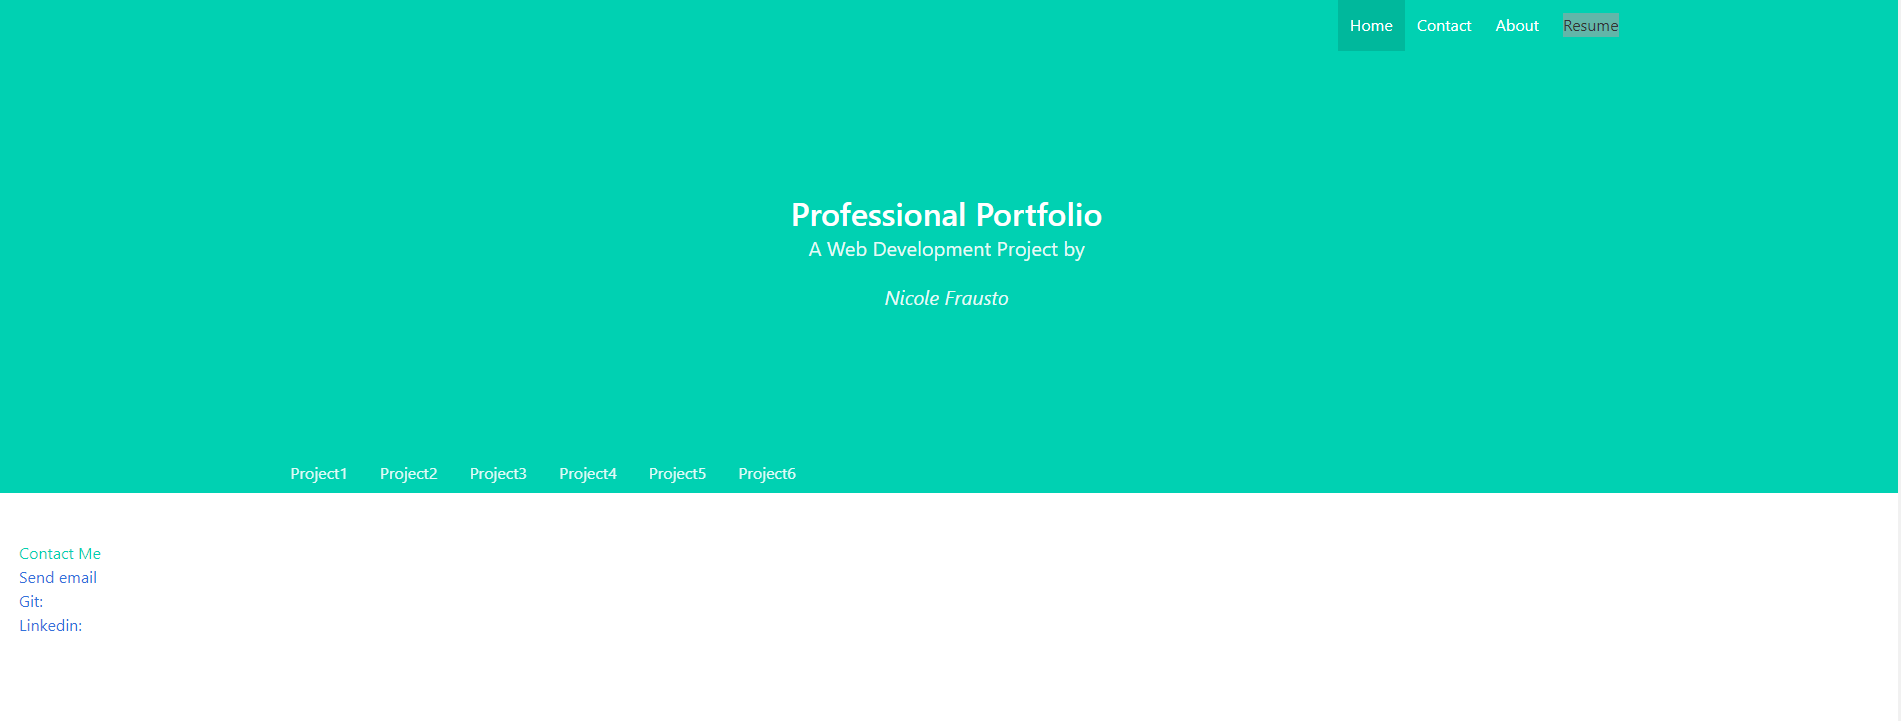 Home Contact About Resume
Professional Portfolio
A Web Development Project by
Nicole Frausto
Project1 Project2 Project3 Project4 Project5 Project6
Contact Me
Send email
Git:
Linkedin: